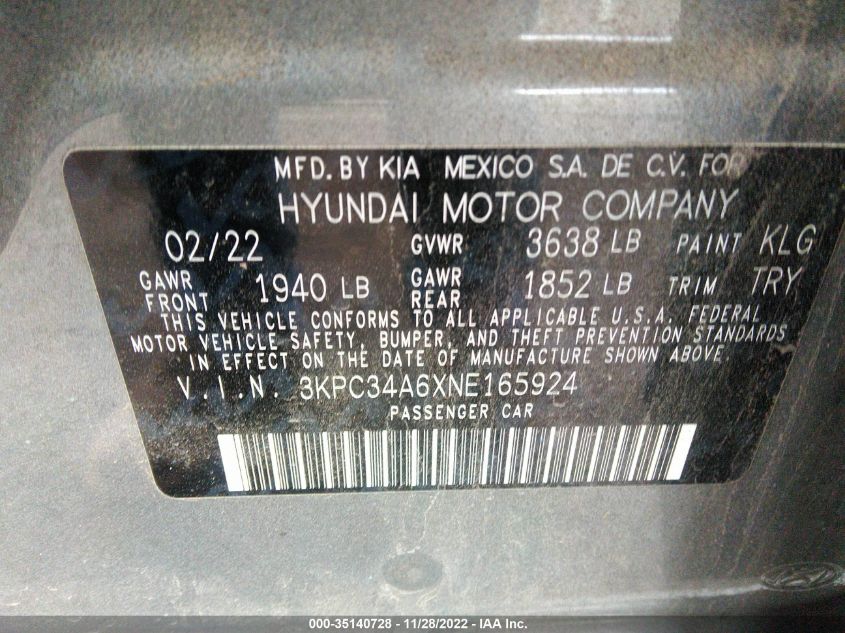 MFD. BY KIA MEXICO S.A. DE C.V. FOR
HYUNDAI MOTOR COMPANY
02/22 GVWR 3638 LB PAINT KLG
GAWR FRONT 1940 LB GAWR REAR 1852 LB TRIM TRY
THIS VEHICLE CONFORMS TO ALL APPLICABLE U.S.A. FEDERAL
MOTOR VEHICLE SAFETY, BUMPER, AND THEFT PREVENTION STANDARDS
IN EFFECT ON THE DATE OF MANUFACTURE SHOWN ABOVE.
V.I.N. 3KPC34A6XNE165924
PASSENGER CAR
000-35140728 - 11/28/2022 - IAA Inc.